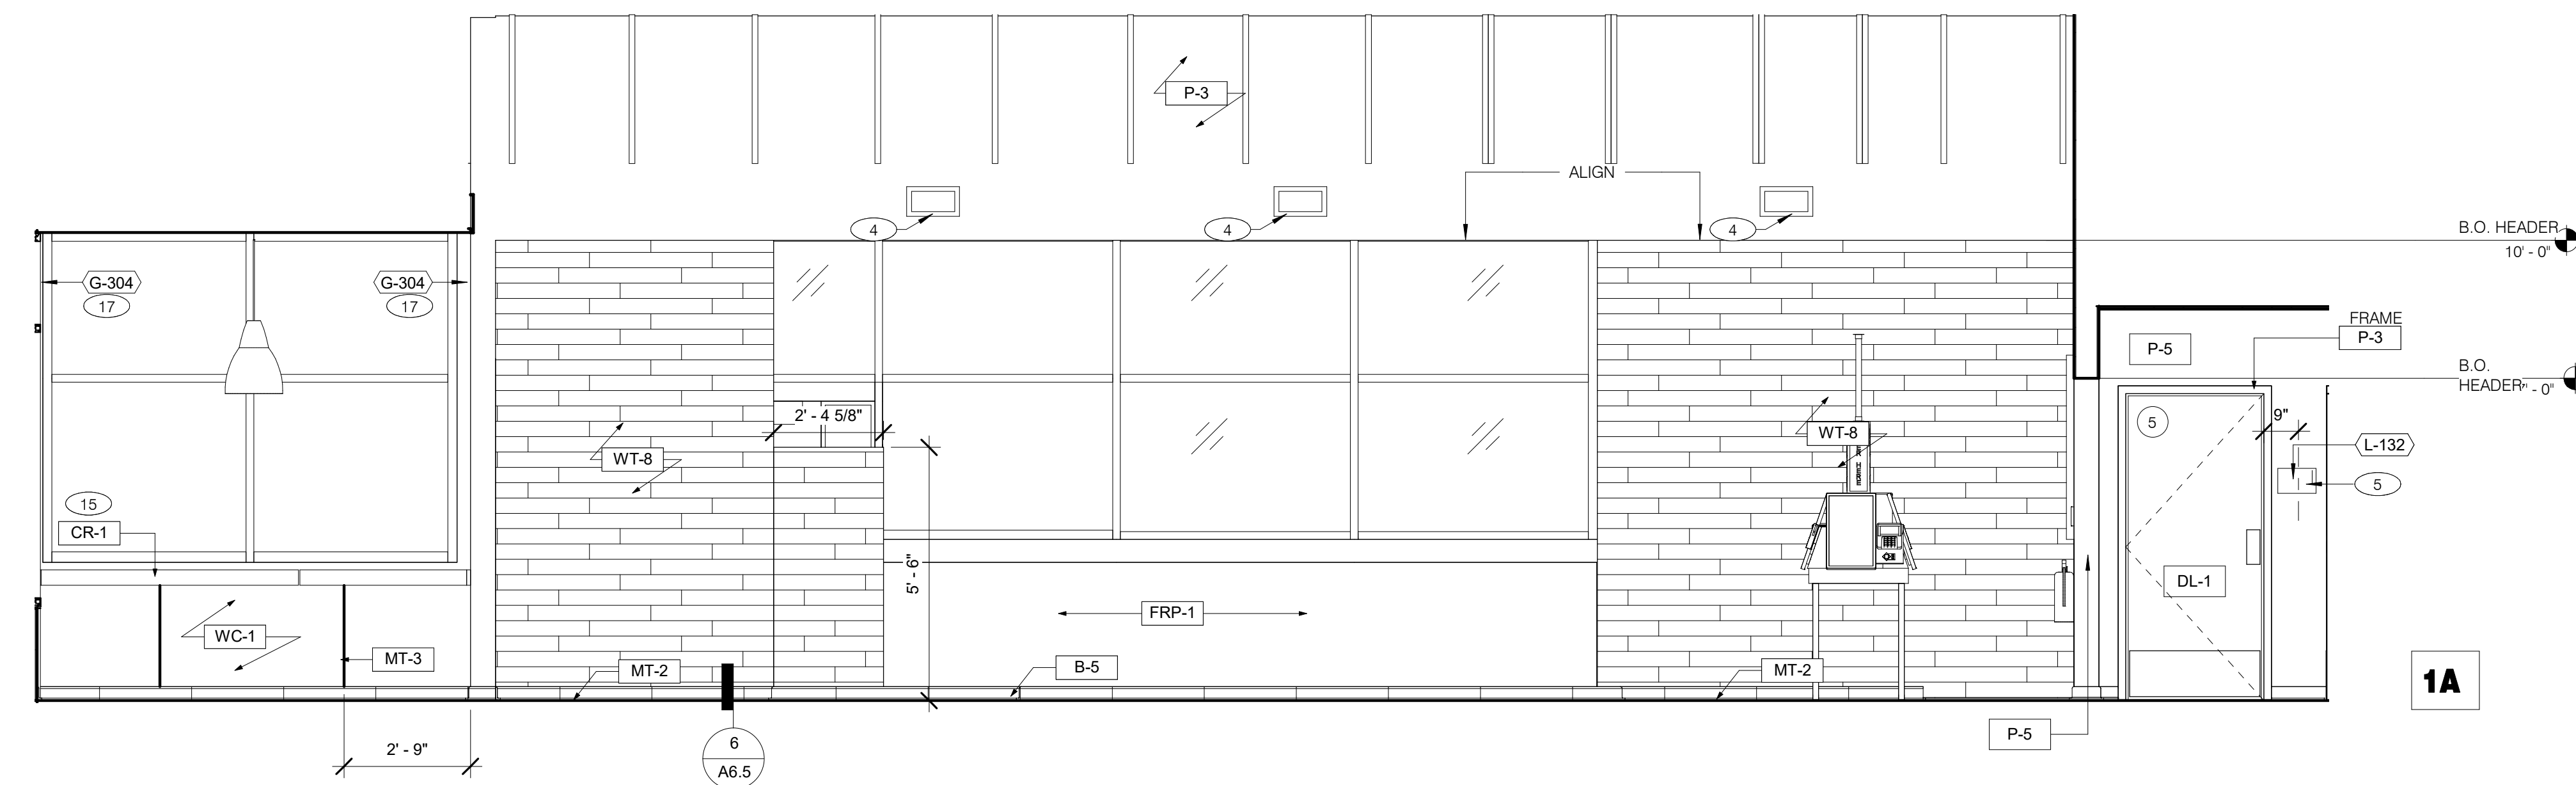 P-3
ALIGN
4
4
4
B.O. HEADER
10' - 0"
G-304
17
G-304
17
FRAME
P-3
P-5
B.O.
HEADER
" - 0"
2' - 4 5/8"
5
9"
WT-8
WT-8
L-132
5
15
CR-1
5' - 6"
DL-1
FRP-1
WC-1
MT-3
MT-2
B-5
MT-2
1A
P-5
2' - 9"
6
A6.5